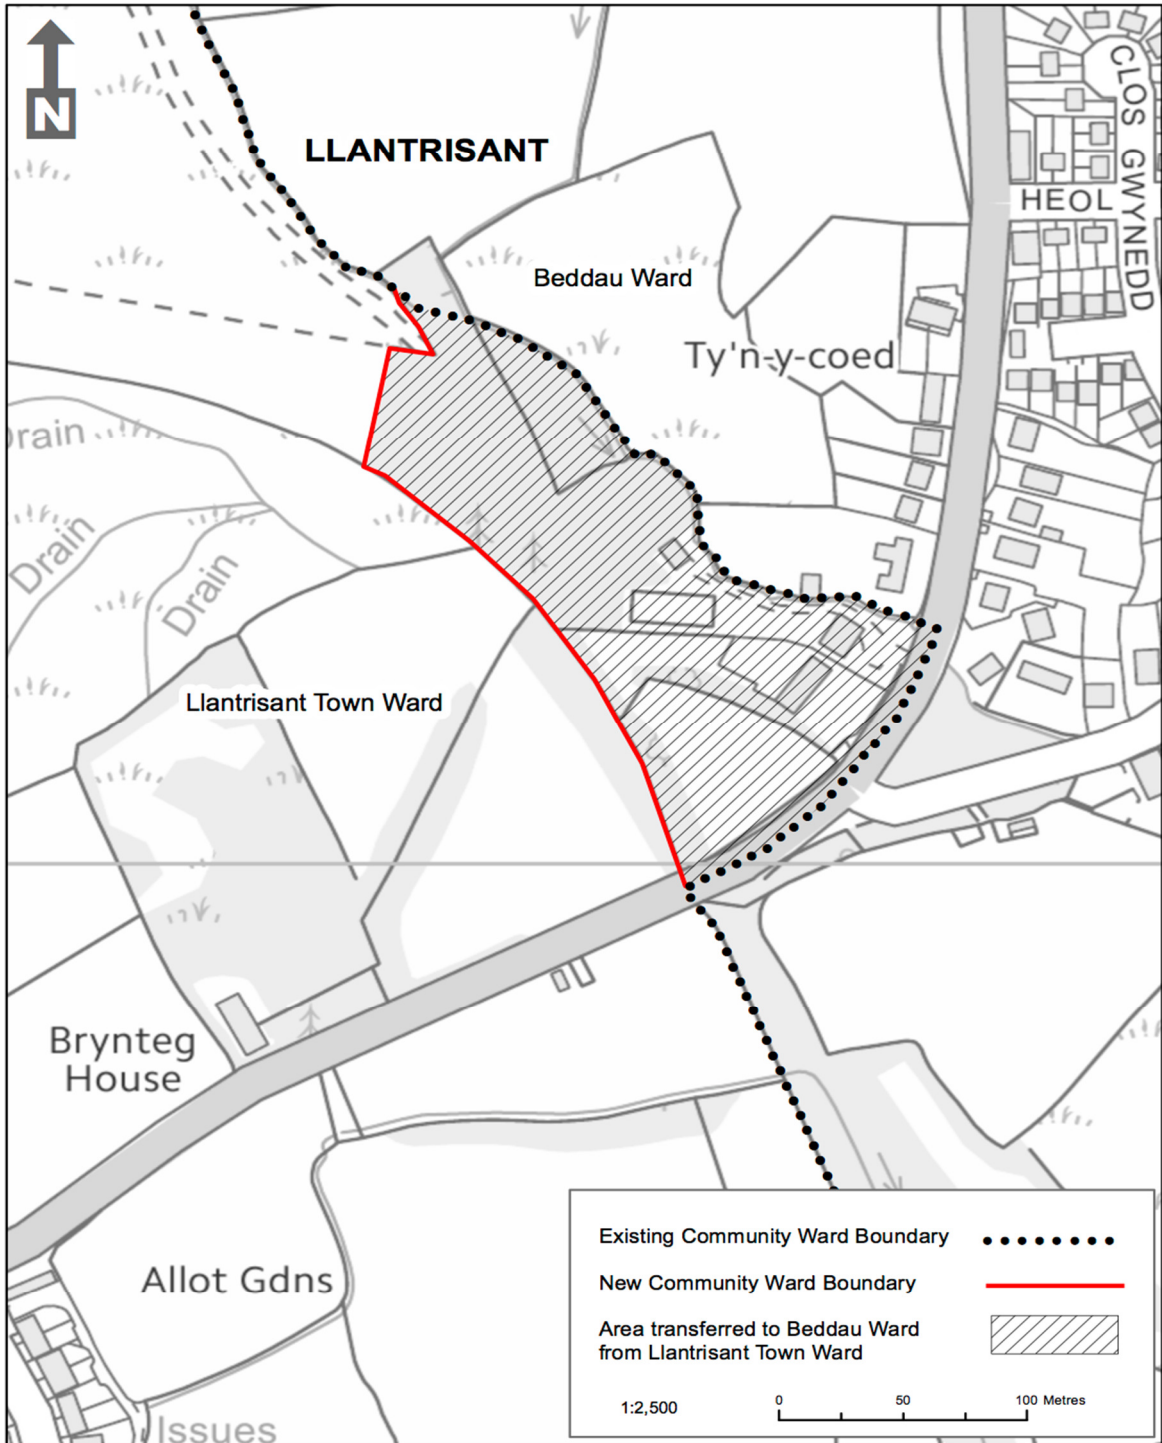 N
LLANTRISANT
CLOS GWYNEDD
HEOL
Beddau Ward
Ty'n-y-coed
Drain
Drain
Drain
Llantrisant Town Ward
Brynteg
House
Allot Gdns
Issues
Existing Community Ward Boundary
New Community Ward Boundary
Area transferred to Beddau Ward
from Llantrisant Town Ward
1:2,500
0 50 100 Metres